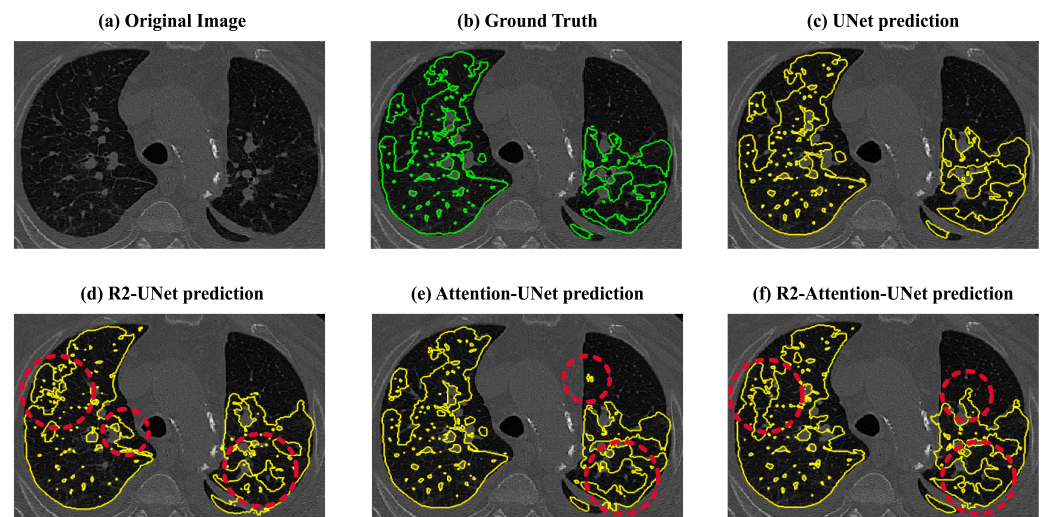 (a) Original Image
(b) Ground Truth
(c) UNet prediction
(d) R2-UNet prediction
(e) Attention-UNet prediction
(f) R2-Attention-UNet prediction